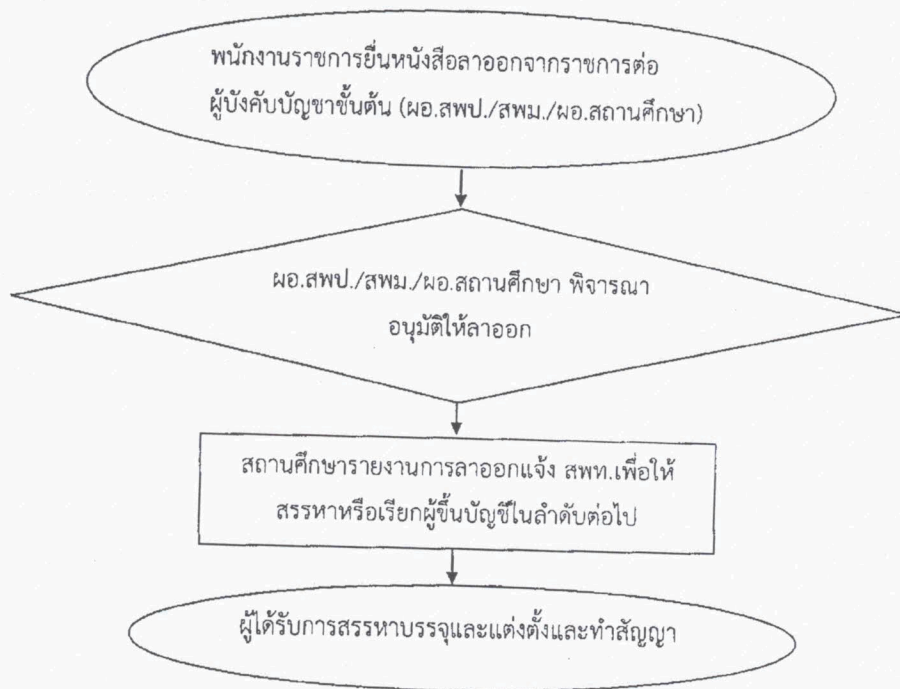 พนักงานราชการยื่นหนังสือลาออกจากราชการต่อ
ผู้บังคับบัญชาชั้นต้น (ผอ.สพป./สพม./ผอ.สถานศึกษา)
ผอ.สพป./สพม./ผอ.สถานศึกษา พิจารณา
อนุมัติให้ลาออก
สถานศึกษารายงานการลาออกแจ้ง สพท.เพื่อให้
สรรหาหรือเรียกผู้ขึ้นบัญชีในลำดับต่อไป
ผู้ได้รับการสรรหาบรรจุและแต่งตั้งและทำสัญญา